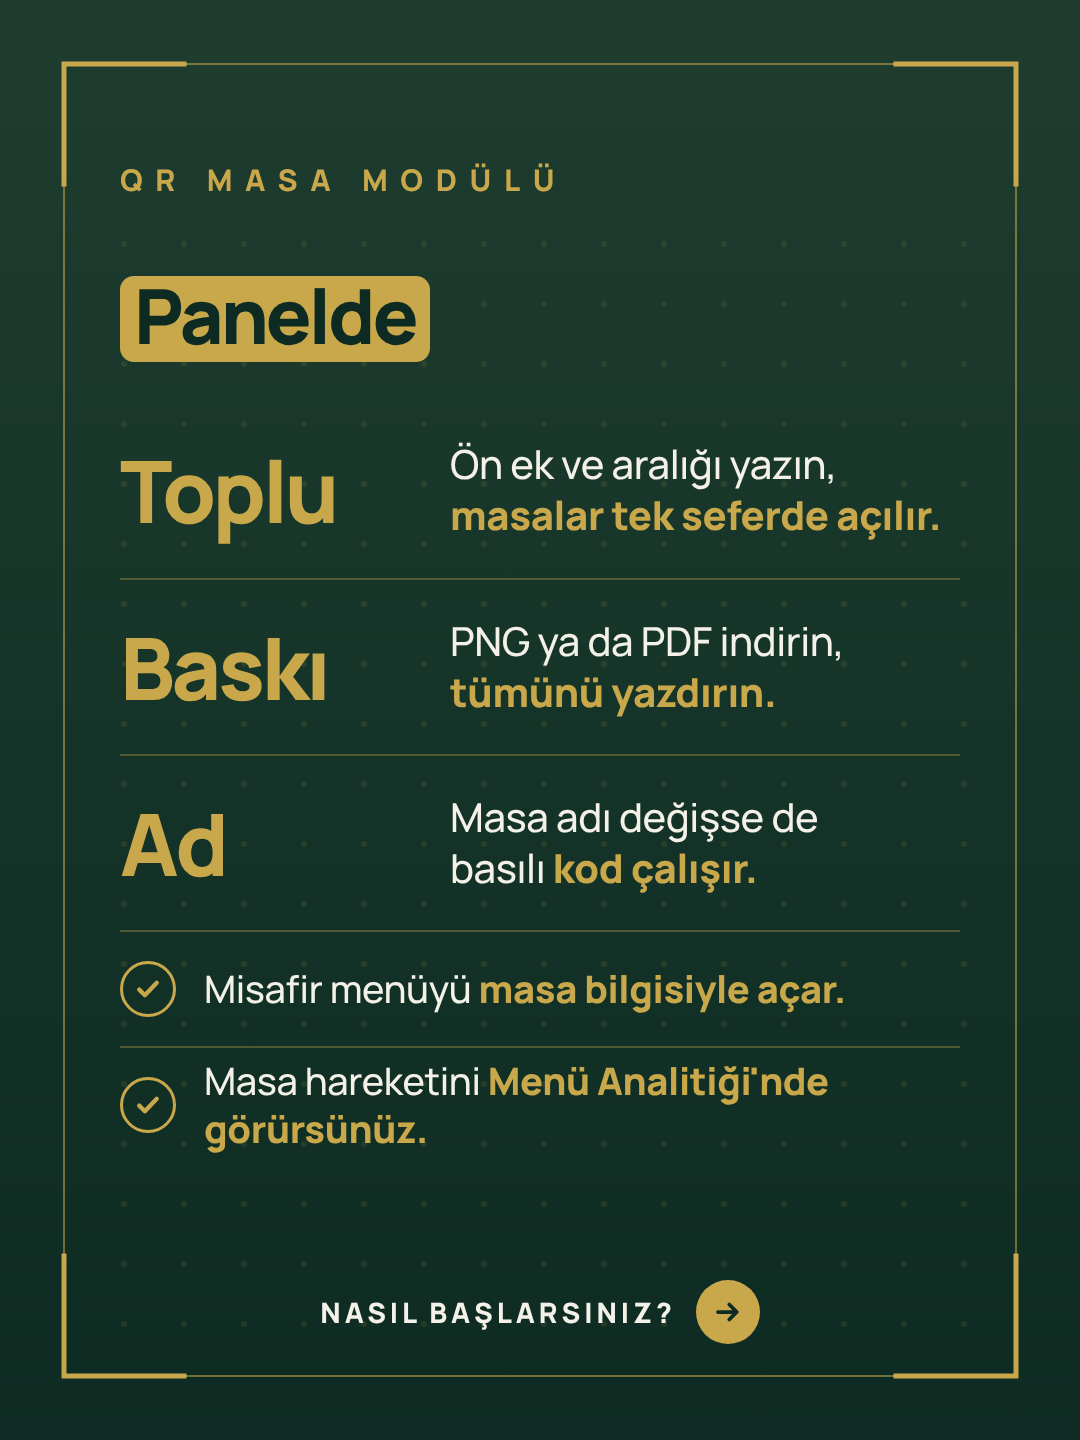 QR MASA MODÜLÜ
Panelde
Toplu
Ön ek ve aralığı yazın,
masalar tek seferde açılır.
Baskı
PNG ya da PDF indirin,
tümünü yazdırın.
Ad
Masa adı değişse de
basılı kod çalışır.
Misafir menüyü masa bilgisiyle açar.
Masa hareketini Menü Analitiği'nde
görürsünüz.
NASIL BAŞLARSINIZ?